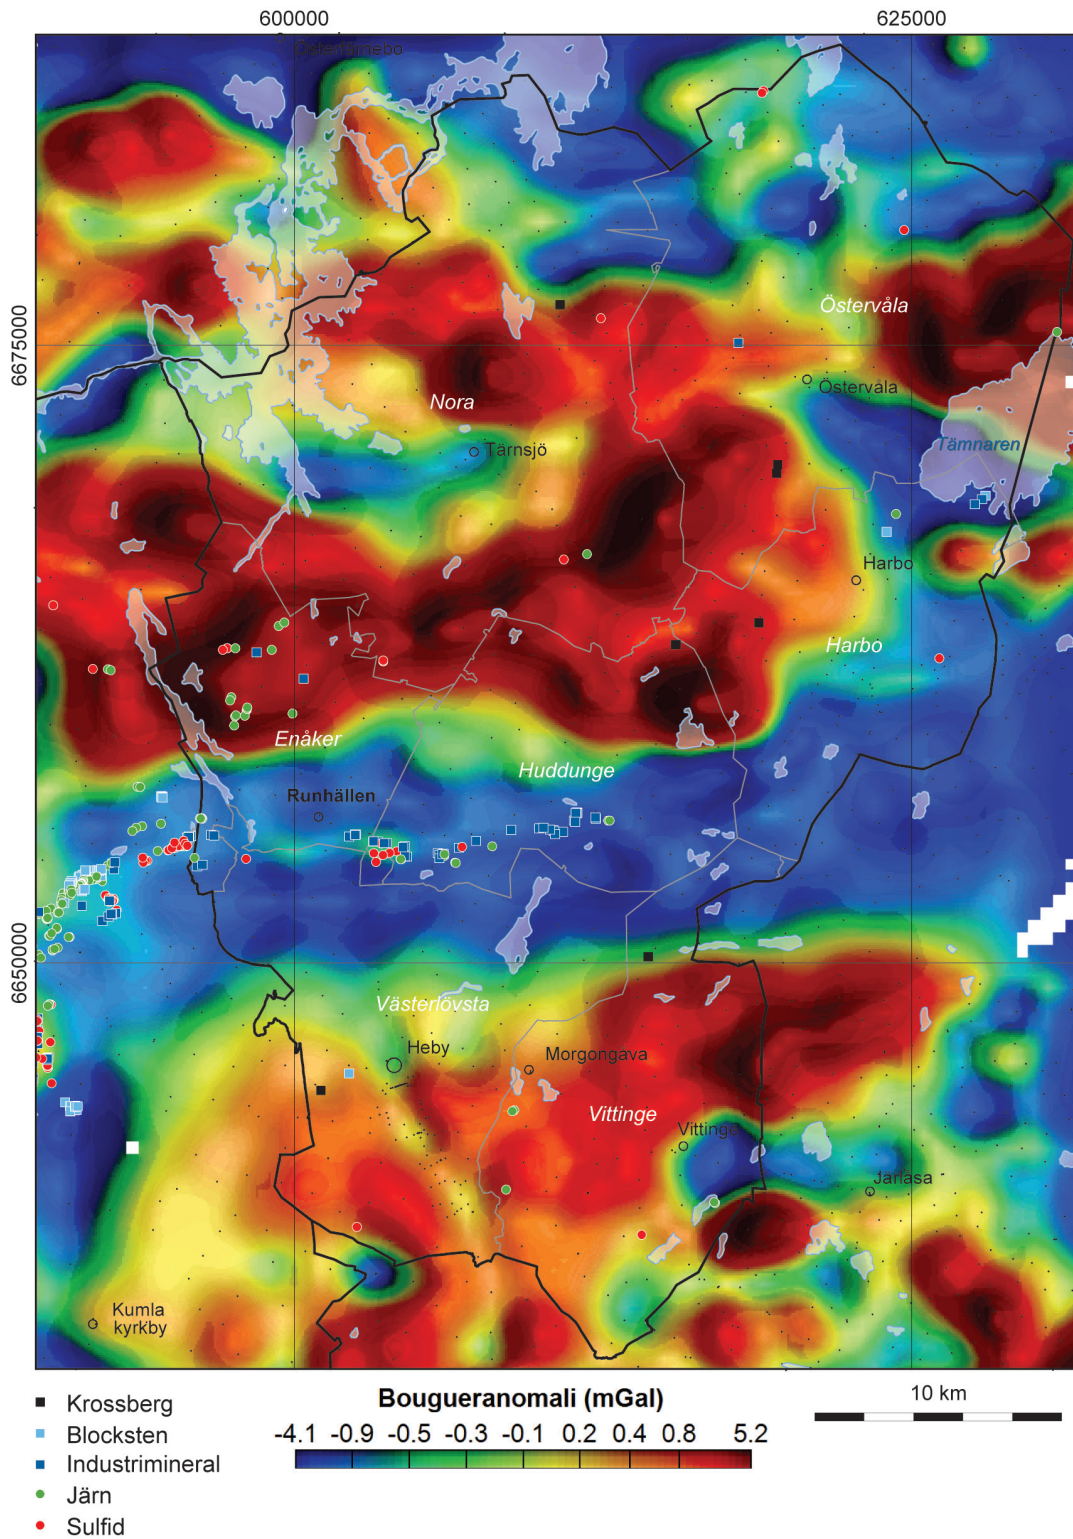 600000
625000
Östertärnebo
6675000
Östervåla
Östervåla
Nora
Tärnsjö
Tämnaren
Harbo
Harbo
Enåker
Huddunge
Runhällen
6650000
Västerlövsta
Heby
Morgongåva
Vittinge
Vittinge
Järlåsa
Kumla
kyrkby
Krossberg
Blocksten
Industrimineral
Järn
Sulfid
Bougueranomali (mGal)
-4.1 -0.9 -0.5 -0.3 -0.1 0.2 0.4 0.8 5.2
10 km